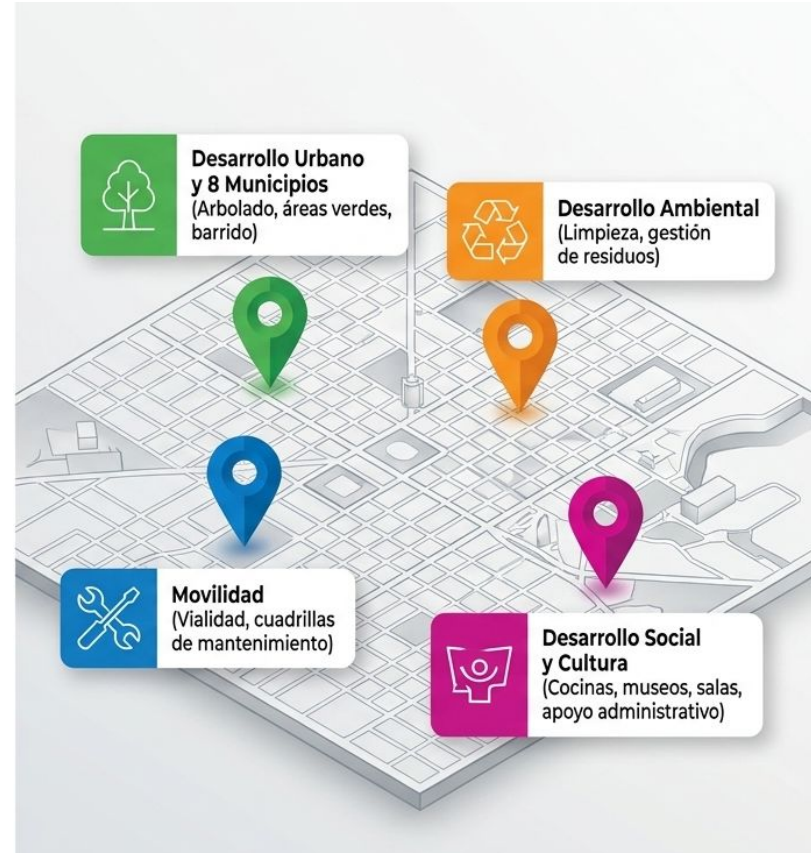 Desarrollo Urbano
y 8 Municipios
(Arbolado, áreas verdes,
barrido)
Desarrollo Ambiental
(Limpieza, gestión
de residuos)
Movilidad
(Vialidad, cuadrillas
de mantenimiento)
Desarrollo Social
y Cultura
(Cocinas, museos, salas,
apoyo administrativo)